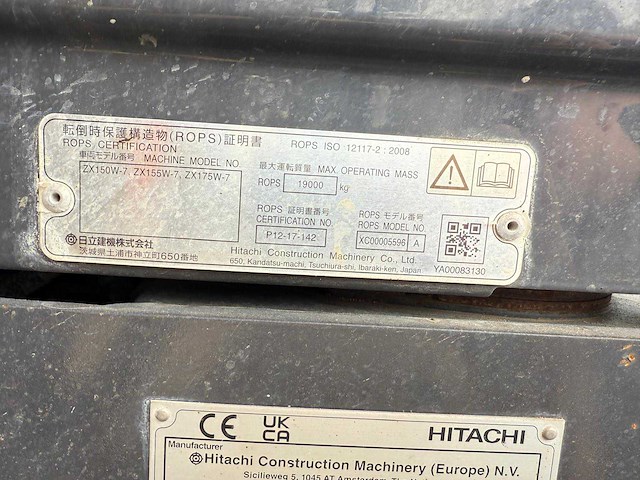 転倒時保護構造物(ROPS)証明書
ROPS, CERTIFICATION
ROPS ISO 12117-2 : 2008
車両モデル番号 MACHINE MODEL NO.
ZX150W-7, ZX155W-7, ZX175W-7
最大運転質量 MAX. OPERATING MASS
ROPS 19000 kg
ROPS 証明書番号
CERTIFICATION NO.
P12-17-142
ROPS モデル番号
ROPS MODEL NO.
XC00005596 A
日立建機株式会社
茨城県土浦市神立町650番地
Hitachi Construction Machinery Co., Ltd.
650, Kandatsu-machi, Tsuchiura-shi, Ibaraki-ken, Japan
YA00083130
CE UK CA
HITACHI
Manufacturer
Hitachi Construction Machinery (Europe) N.V.
Sicilieweg 5, 1045 AT Amsterdam